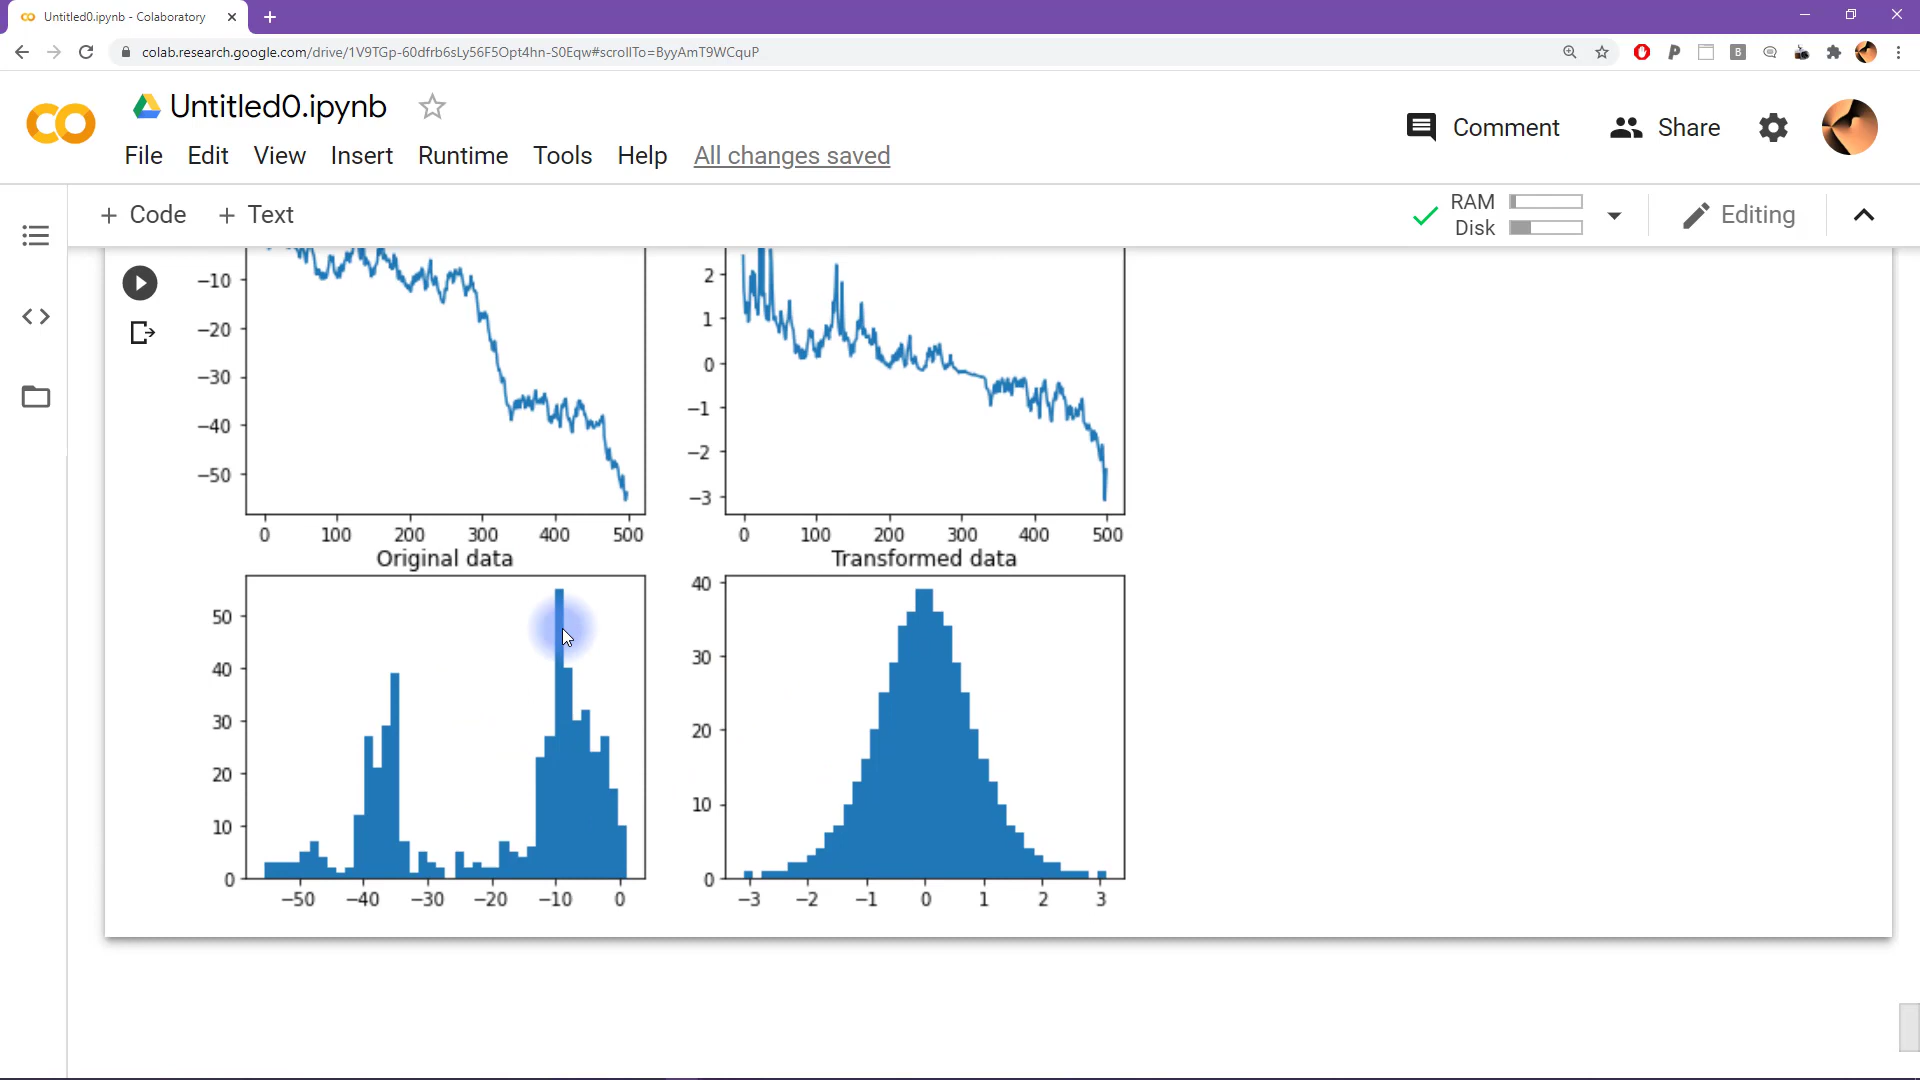 Untitled0.ipynb - Colaboratory
colab.research.google.com/drive/1V9TGp-60dfrb6sLy56F5Opt4hn-S0Eqw#scrollTo=ByyAmT9WCquP
Untitled0.ipynb
Comment
Share
File Edit View Insert Runtime Tools Help All changes saved
+ Code + Text
RAM
Disk
Editing
−10
−20
−30
−40
−50
0 100 200 300 400 500
2
1
0
−1
−2
−3
0 100 200 300 400 500
Original data
50
40
30
20
10
0
−50 −40 −30 −20 −10 0
Transformed data
40
30
20
10
0
−3 −2 −1 0 1 2 3